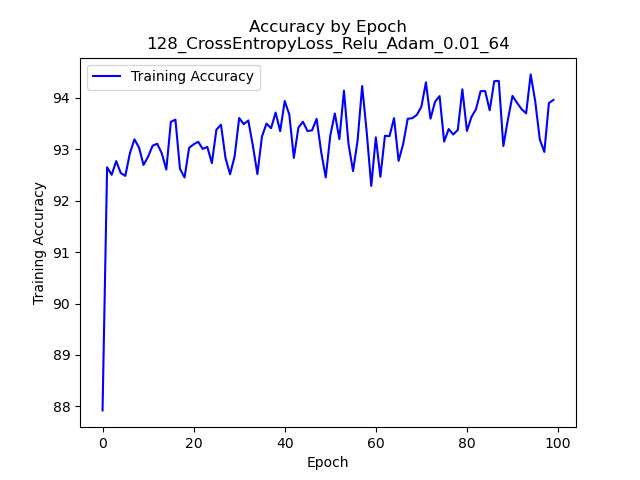 Accuracy by Epoch
128_CrossEntropyLoss_Relu_Adam_0.01_64
Training Accuracy
94
93
92
91
90
89
88
Training Accuracy
0 20 40 60 80 100
Epoch